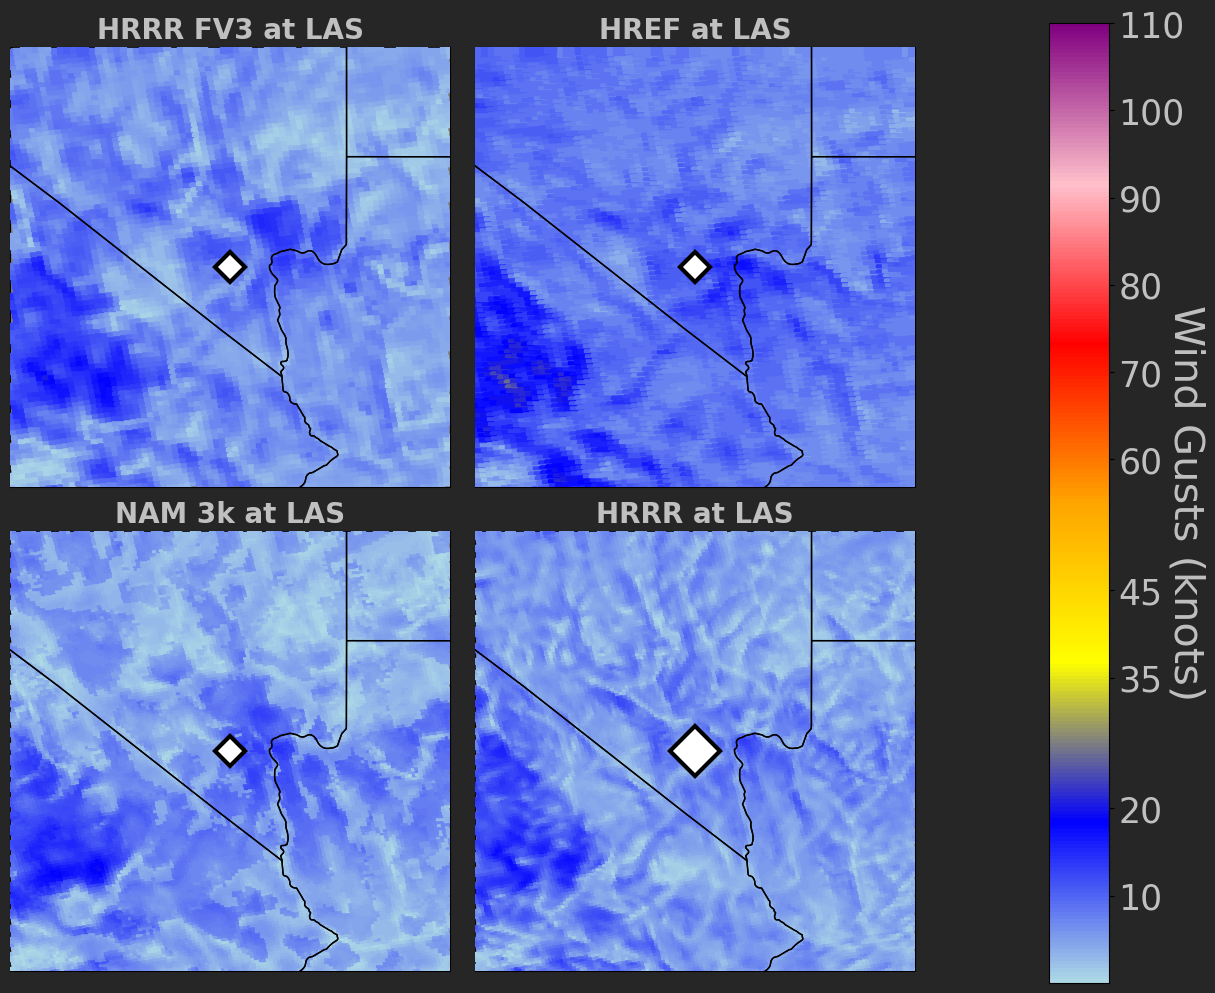 HRRR FV3 at LAS
HREF at LAS
NAM 3k at LAS
HRRR at LAS
110
100
90
80
70
60
45
35
20
10
Wind Gusts (knots)